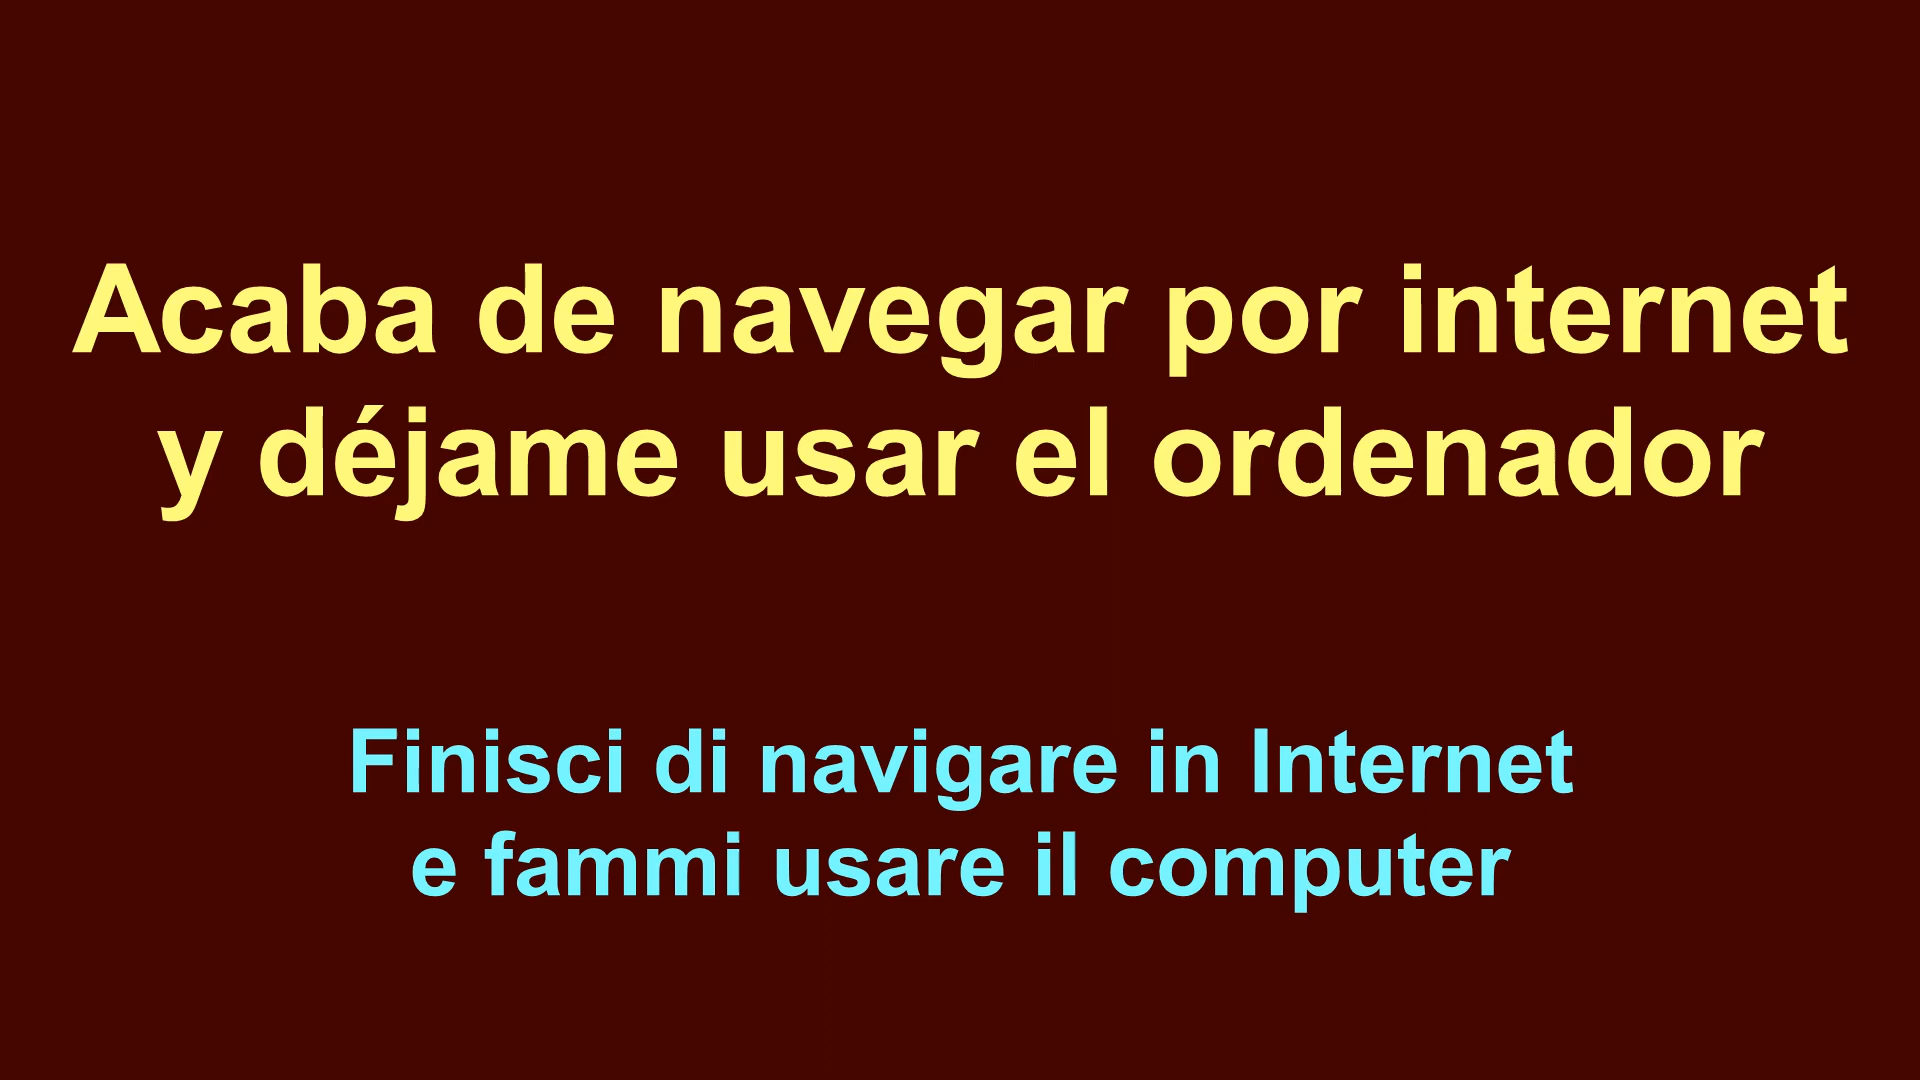 Acaba de navegar por internet
y déjame usar el ordenador
Finisci di navigare in Internet
e fammi usare il computer